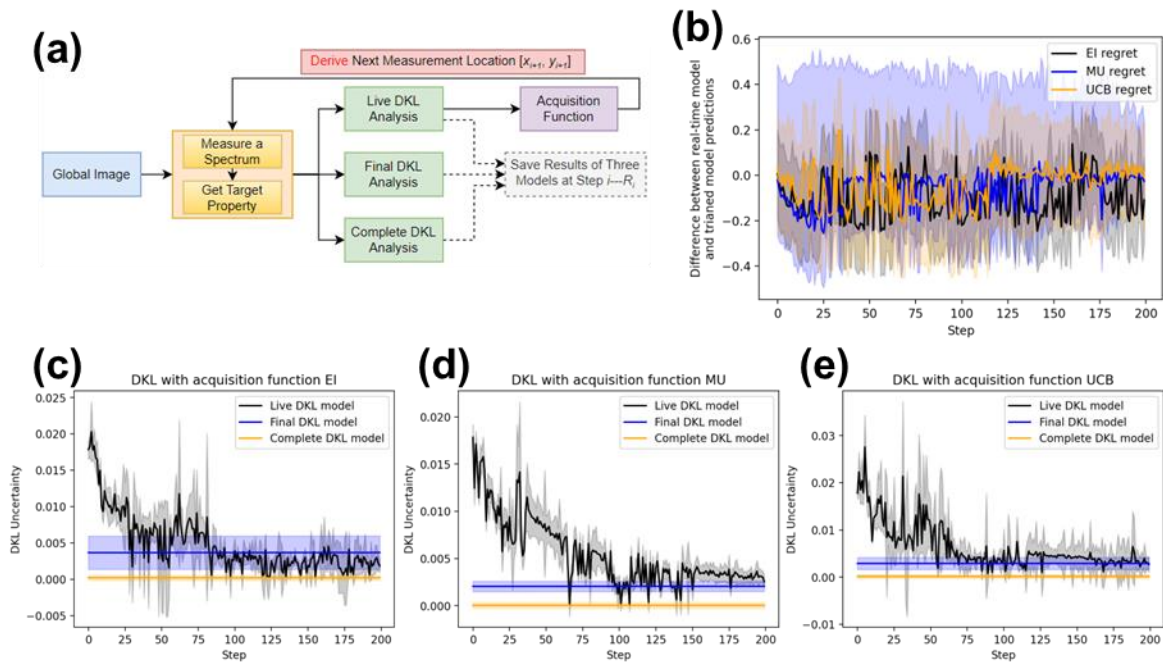 (a)
Derive Next Measurement Location [xᵢ₊₁, yᵢ₊₁]
Global Image
Measure a
Spectrum
Get Target
Property
Live DKL
Analysis
Final DKL
Analysis
Complete DKL
Analysis
Acquisition
Function
Save Results of Three
Models at Step i---Rᵢ
(b)
Difference between real-time model
and trianed model predictions
0.6
0.4
0.2
0.0
−0.2
−0.4
EI regret
MU regret
UCB regret
0 25 50 75 100 125 150 175 200
Step
(c)
DKL with acquisition function EI
DKL Uncertainty
0.025
0.020
0.015
0.010
0.005
0.000
−0.005
Live DKL model
Final DKL model
Complete DKL model
0 25 50 75 100 125 150 175 200
Step
(d)
DKL with acquisition function MU
DKL Uncertainty
0.020
0.015
0.010
0.005
0.000
Live DKL model
Final DKL model
Complete DKL model
0 25 50 75 100 125 150 175 200
Step
(e)
DKL with acquisition function UCB
DKL Uncertainty
0.03
0.02
0.01
0.00
−0.01
Live DKL model
Final DKL model
Complete DKL model
0 25 50 75 100 125 150 175 200
Step